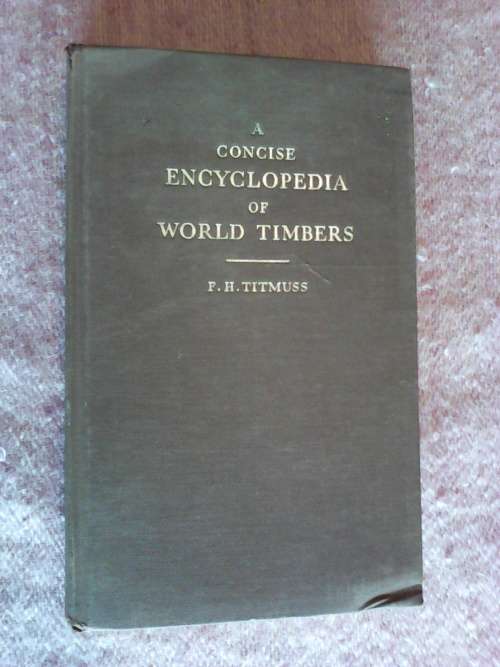 A
CONCISE
ENCYCLOPEDIA
OF
WORLD TIMBERS
F. H. TITMUSS